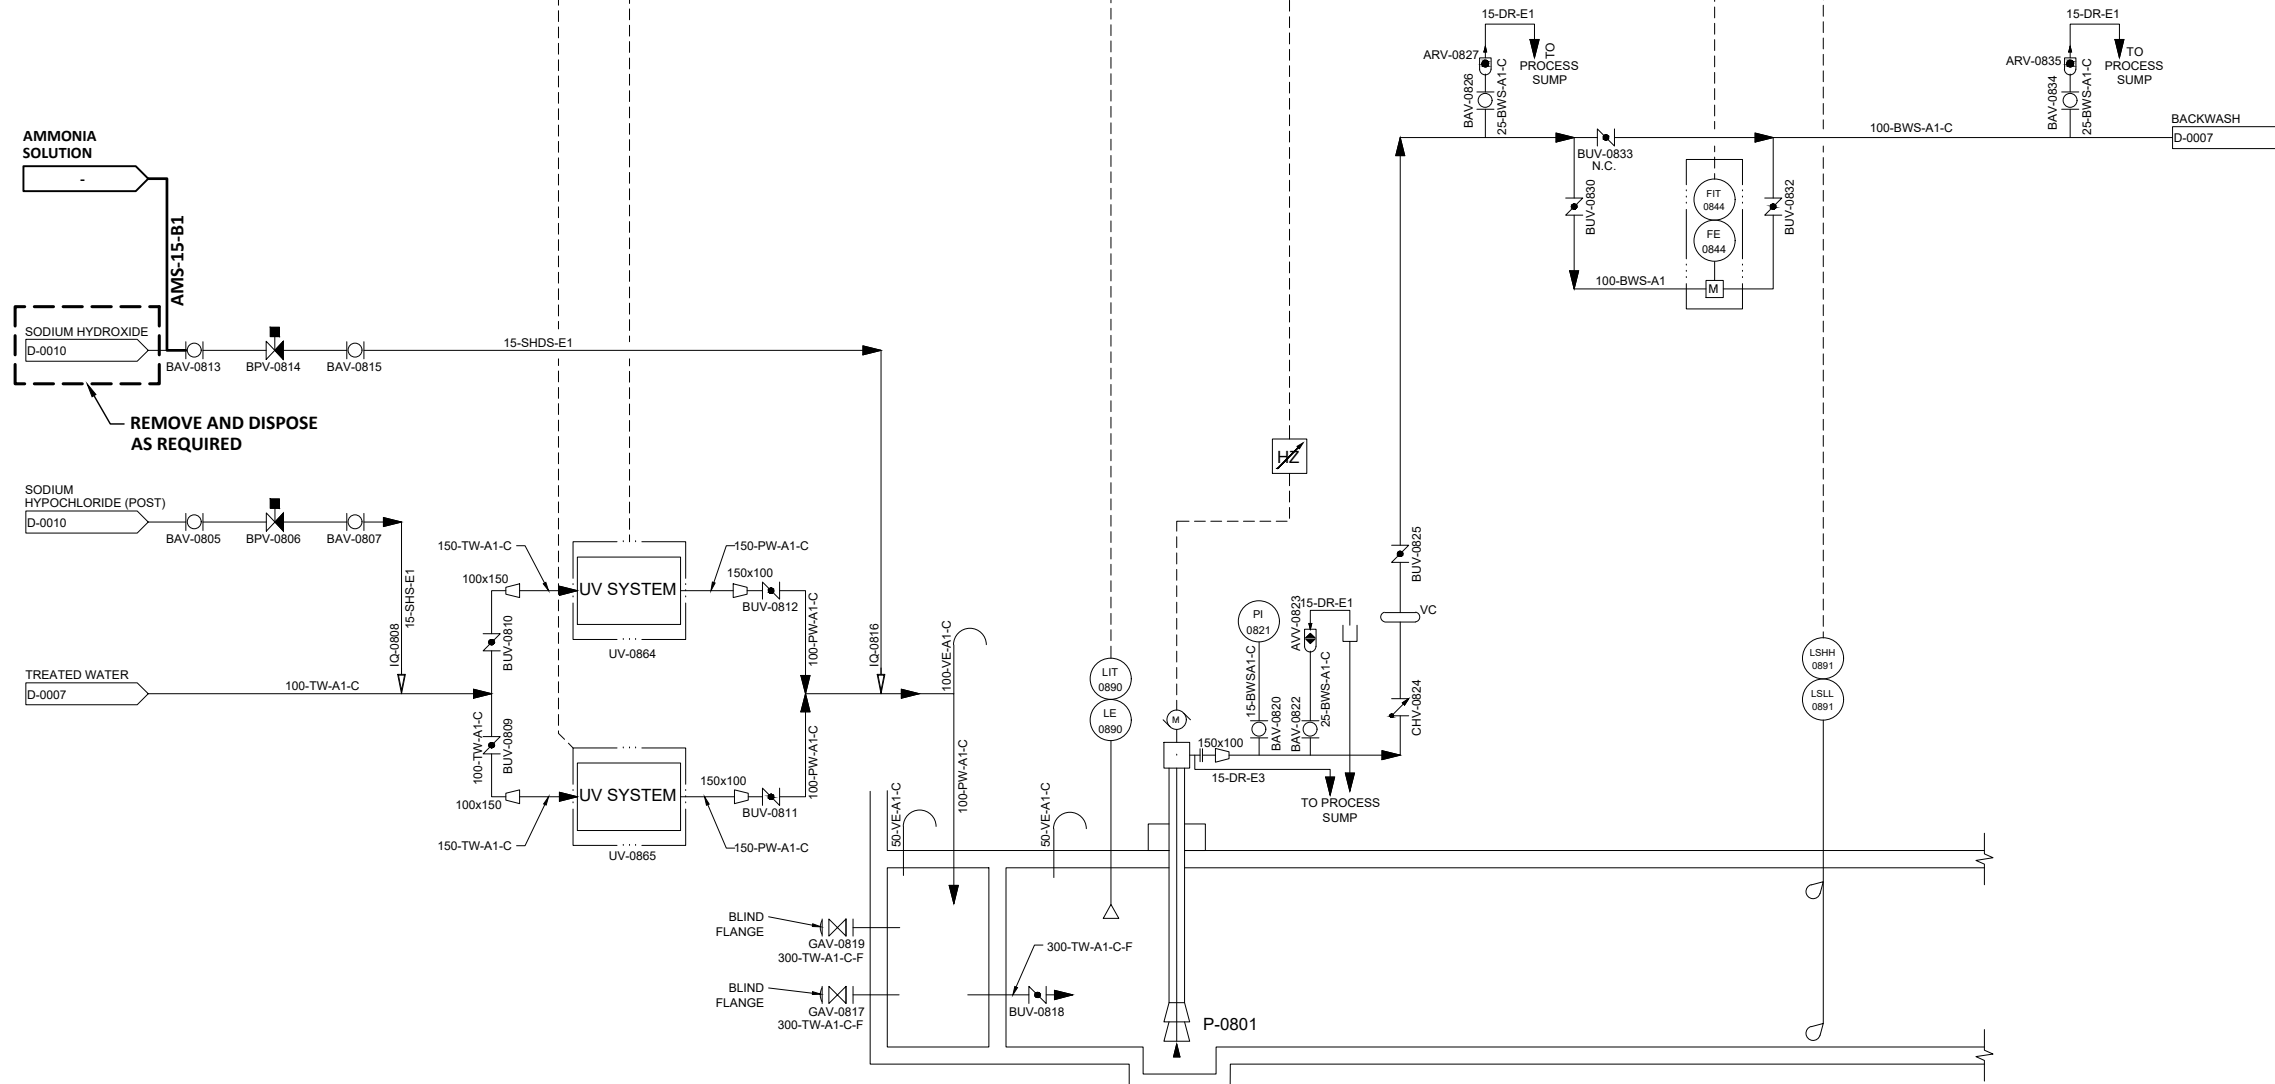 15-DR-E1
ARV-0827
TO
PROCESS
SUMP
BAV-0826
25-BWS-A1-C
15-DR-E1
ARV-0835
TO
PROCESS
SUMP
BAV-0834
25-BWS-A1-C
100-BWS-A1-C
BACKWASH
D-0007
BUV-0833
N.C.
BUV-0830
FIT
0844
FE
0844
M
BUV-0832
100-BWS-A1
AMMONIA
SOLUTION
-
AMS-15-B1
SODIUM HYDROXIDE
D-0010
BAV-0813
BPV-0814
BAV-0815
15-SHDS-E1
REMOVE AND DISPOSE
AS REQUIRED
HZ
SODIUM
HYPOCHLORIDE (POST)
D-0010
BAV-0805
BPV-0806
BAV-0807
15-SHS-E1
IQ-0808
TREATED WATER
D-0007
100-TW-A1-C
150-TW-A1-C
100x150
BUV-0810
UV SYSTEM
UV-0864
150-PW-A1-C
150x100
BUV-0812
100-PW-A1-C
IQ-0816
100-TW-A1-C
BUV-0809
100x150
150-TW-A1-C
UV SYSTEM
UV-0865
150x100
BUV-0811
150-PW-A1-C
100-PW-A1-C
100-VE-A1-C
100-PW-A1-C
50-VE-A1-C
50-VE-A1-C
LIT
0890
LE
0890
M
150x100
15-DR-E3
PI
0821
15-BWSA1-C
BAV-0820
AVV-0823
15-DR-E1
25-BWS-A1-C
BAV-0822
TO PROCESS
SUMP
BUV-0825
VC
CHV-0824
LSHH
0891
LSLL
0891
BLIND
FLANGE
GAV-0819
300-TW-A1-C-F
BLIND
FLANGE
GAV-0817
300-TW-A1-C-F
300-TW-A1-C-F
BUV-0818
P-0801